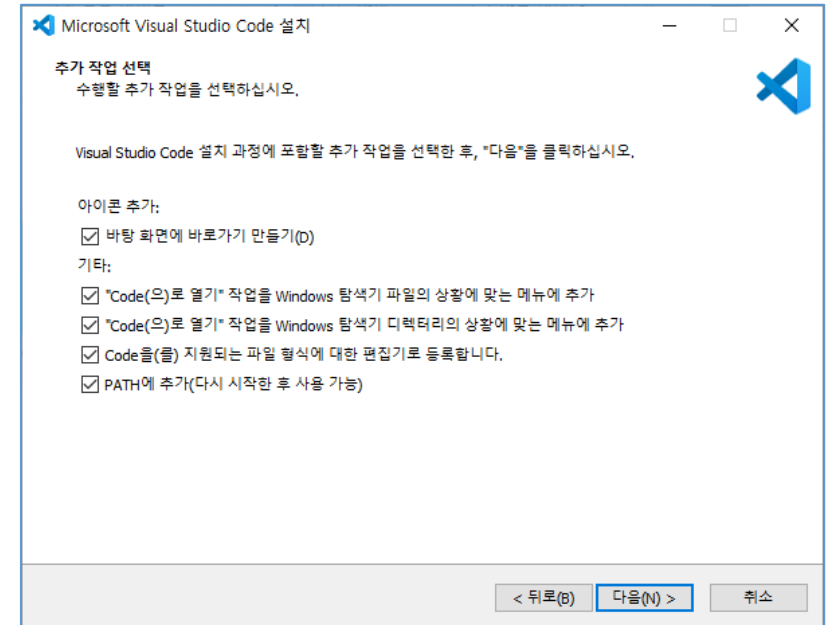 Microsoft Visual Studio Code 설치
추가 작업 선택
수행할 추가 작업을 선택하십시오.
Visual Studio Code 설치 과정에 포함할 추가 작업을 선택한 후, "다음"을 클릭하십시오.
아이콘 추가:
바탕 화면에 바로가기 만들기(D)
기타:
"Code(으)로 열기" 작업을 Windows 탐색기 파일의 상황에 맞는 메뉴에 추가
"Code(으)로 열기" 작업을 Windows 탐색기 디렉터리의 상황에 맞는 메뉴에 추가
Code을(를) 지원되는 파일 형식에 대한 편집기로 등록합니다.
PATH에 추가(다시 시작한 후 사용 가능)
< 뒤로(B) 다음(N) > 취소